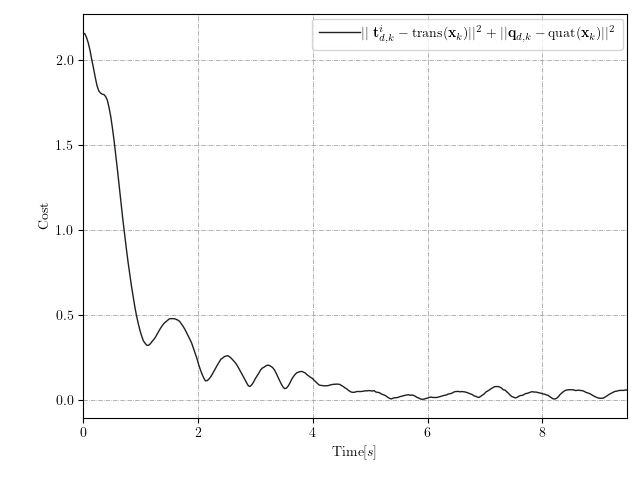 || t^i_{d,k} − trans(x_k)||^2 + ||q_{d,k} − quat(x_k)||^2
2.0
1.5
1.0
0.5
0.0
Cost
0 2 4 6 8
Time[s]